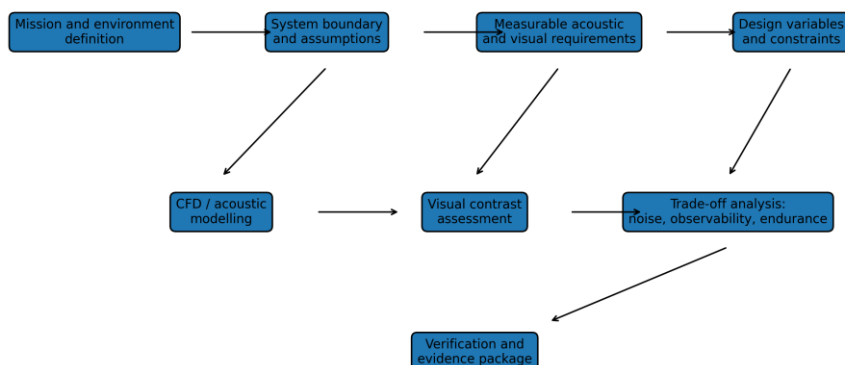 Mission and environment
definition
System boundary
and assumptions
Measurable acoustic
and visual requirements
Design variables
and constraints
CFD / acoustic
modelling
Visual contrast
assessment
Trade-off analysis:
noise, observability, endurance
Verification and
evidence package